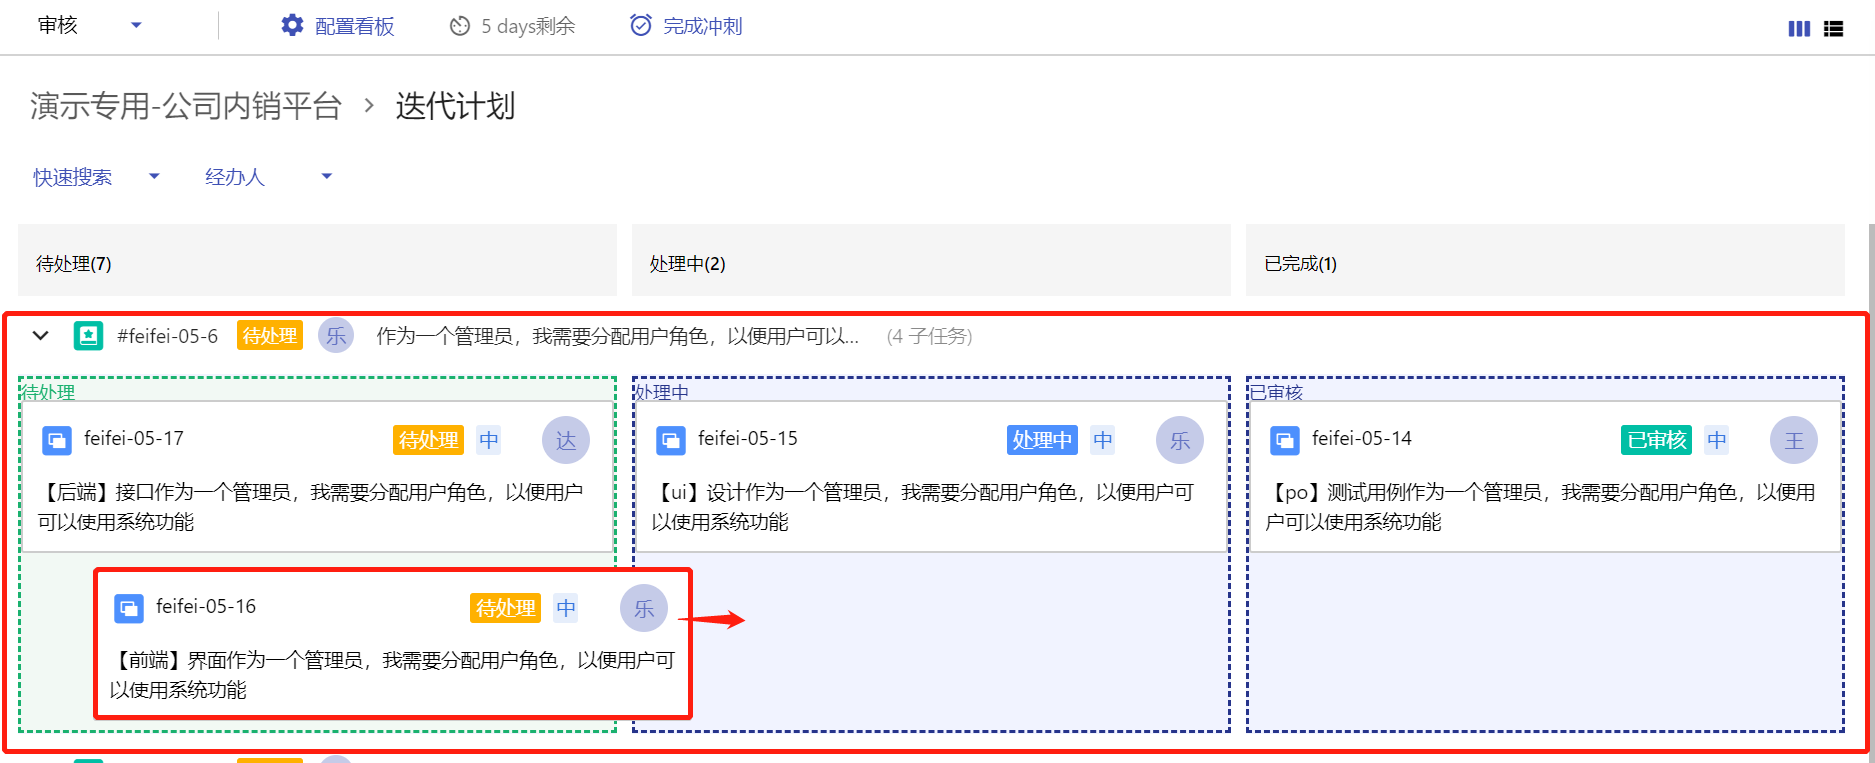 审核
配置看板
5 days剩余
完成冲刺
演示专用-公司内销平台 > 迭代计划
快速搜索
经办人
待处理(7)
处理中(2)
已完成(1)
#feifei-05-6 待处理 乐 作为一个管理员，我需要分配用户角色，以便用户可以... (4 子任务)
待处理
feifei-05-17 待处理 中 达
【后端】接口作为一个管理员，我需要分配用户角色，以便用户
可以使用系统功能
feifei-05-16 待处理 中 乐
【前端】界面作为一个管理员，我需要分配用户角色，以便用户可
以使用系统功能
处理中
feifei-05-15 处理中 中 乐
【ui】设计作为一个管理员，我需要分配用户角色，以便用户可
以使用系统功能
已审核
feifei-05-14 已审核 中 王
【po】测试用例作为一个管理员，我需要分配用户角色，以便用
户可以使用系统功能